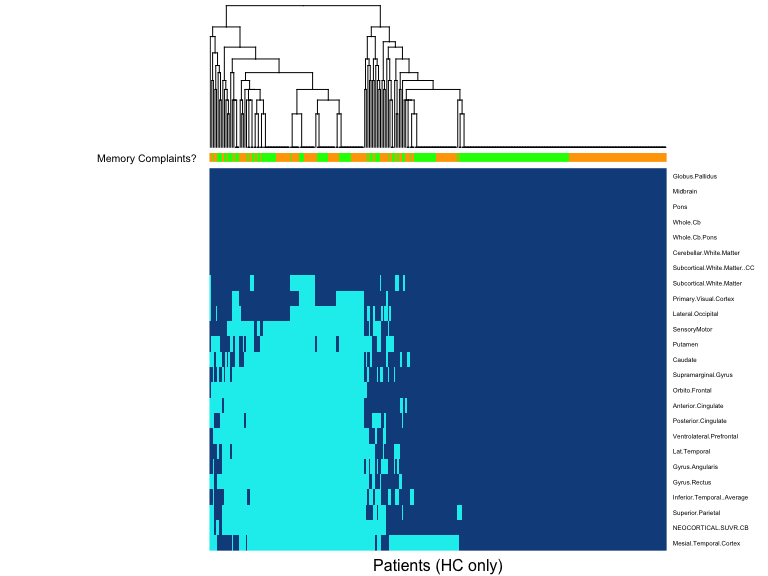 Memory Complaints?
Globus.Pallidus
Midbrain
Pons
Whole.Cb
Whole.Cb.Pons
Cerebellar.White.Matter
Subcortical.White.Matter..CC
Subcortical.White.Matter
Primary.Visual.Cortex
Lateral.Occipital
SensoryMotor
Putamen
Caudate
Supramarginal.Gyrus
Orbito.Frontal
Anterior.Cingulate
Posterior.Cingulate
Ventrolateral.Prefrontal
Lat.Temporal
Gyrus.Angularis
Gyrus.Rectus
Inferior.Temporal..Average
Superior.Parietal
NEOCORTICAL.SUVR.CB
Mesial.Temporal.Cortex
Patients (HC only)